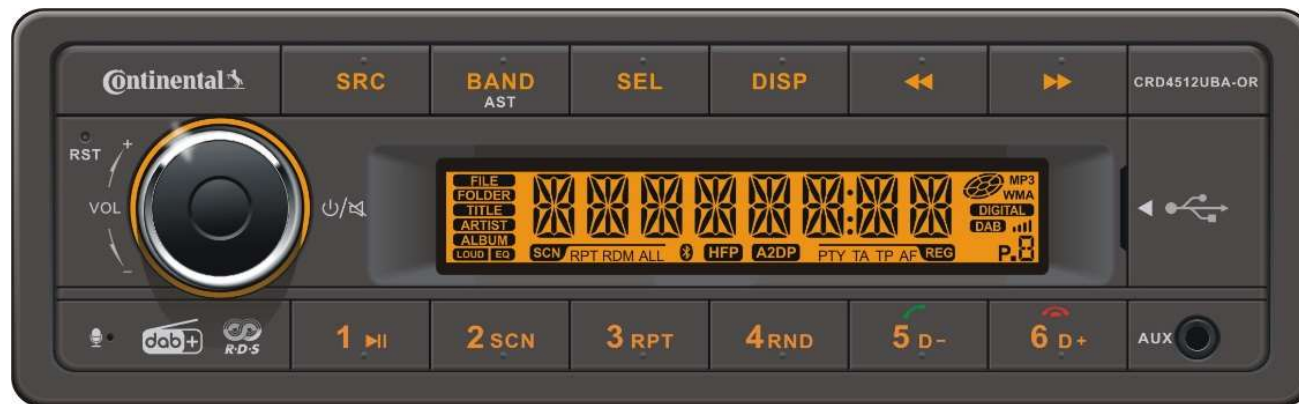 Continental
SRC
BAND
AST
SEL
DISP
CRD4512UBA-OR
RST
+
VOL
−
FILE
FOLDER
TITLE
ARTIST
ALBUM
LOUD EQ
SCN RPT RDM ALL HFP A2DP PTY TA TP AF REG
MP3
WMA
DIGITAL
DAB
P.8
dab+
R·D·S
1
2 SCN
3 RPT
4 RND
5 D−
6 D+
AUX